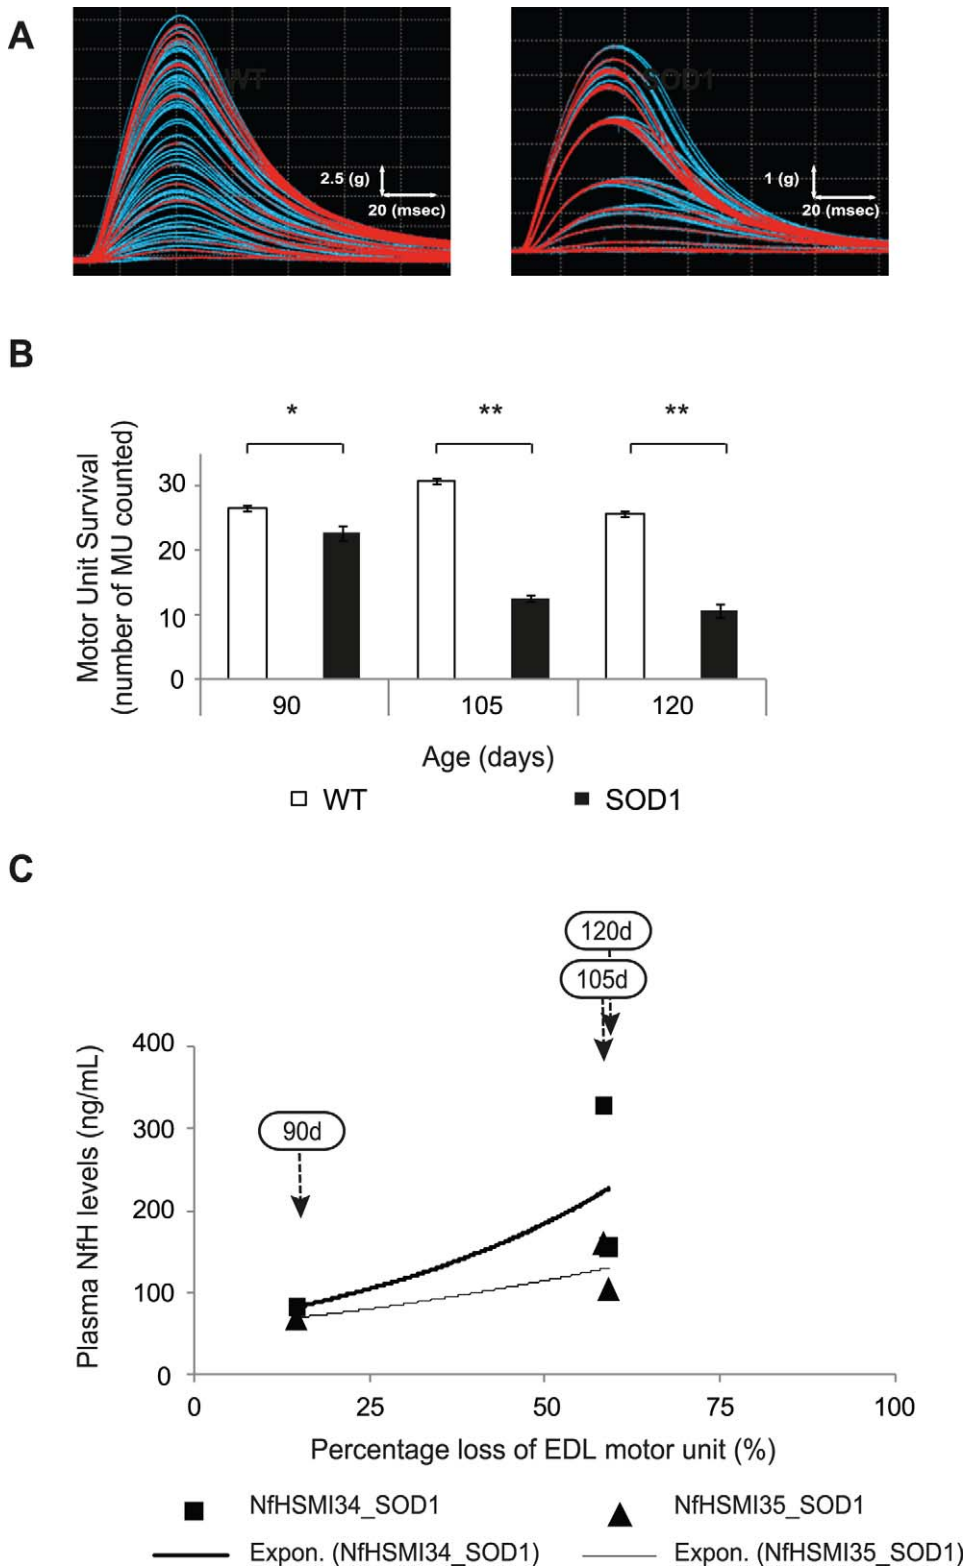 A
WT
2.5 (g)
20 (msec)
SOD1
1 (g)
20 (msec)
B
Motor Unit Survival
(number of MU counted)
* ** **
30
20
10
0
90 105 120
Age (days)
WT SOD1
C
120d
105d
90d
Plasma NfH levels (ng/mL)
400
300
200
100
0
0 25 50 75 100
Percentage loss of EDL motor unit (%)
NfHSMI34_SOD1 NfHSMI35_SOD1
Expon. (NfHSMI34_SOD1) Expon. (NfHSMI35_SOD1)